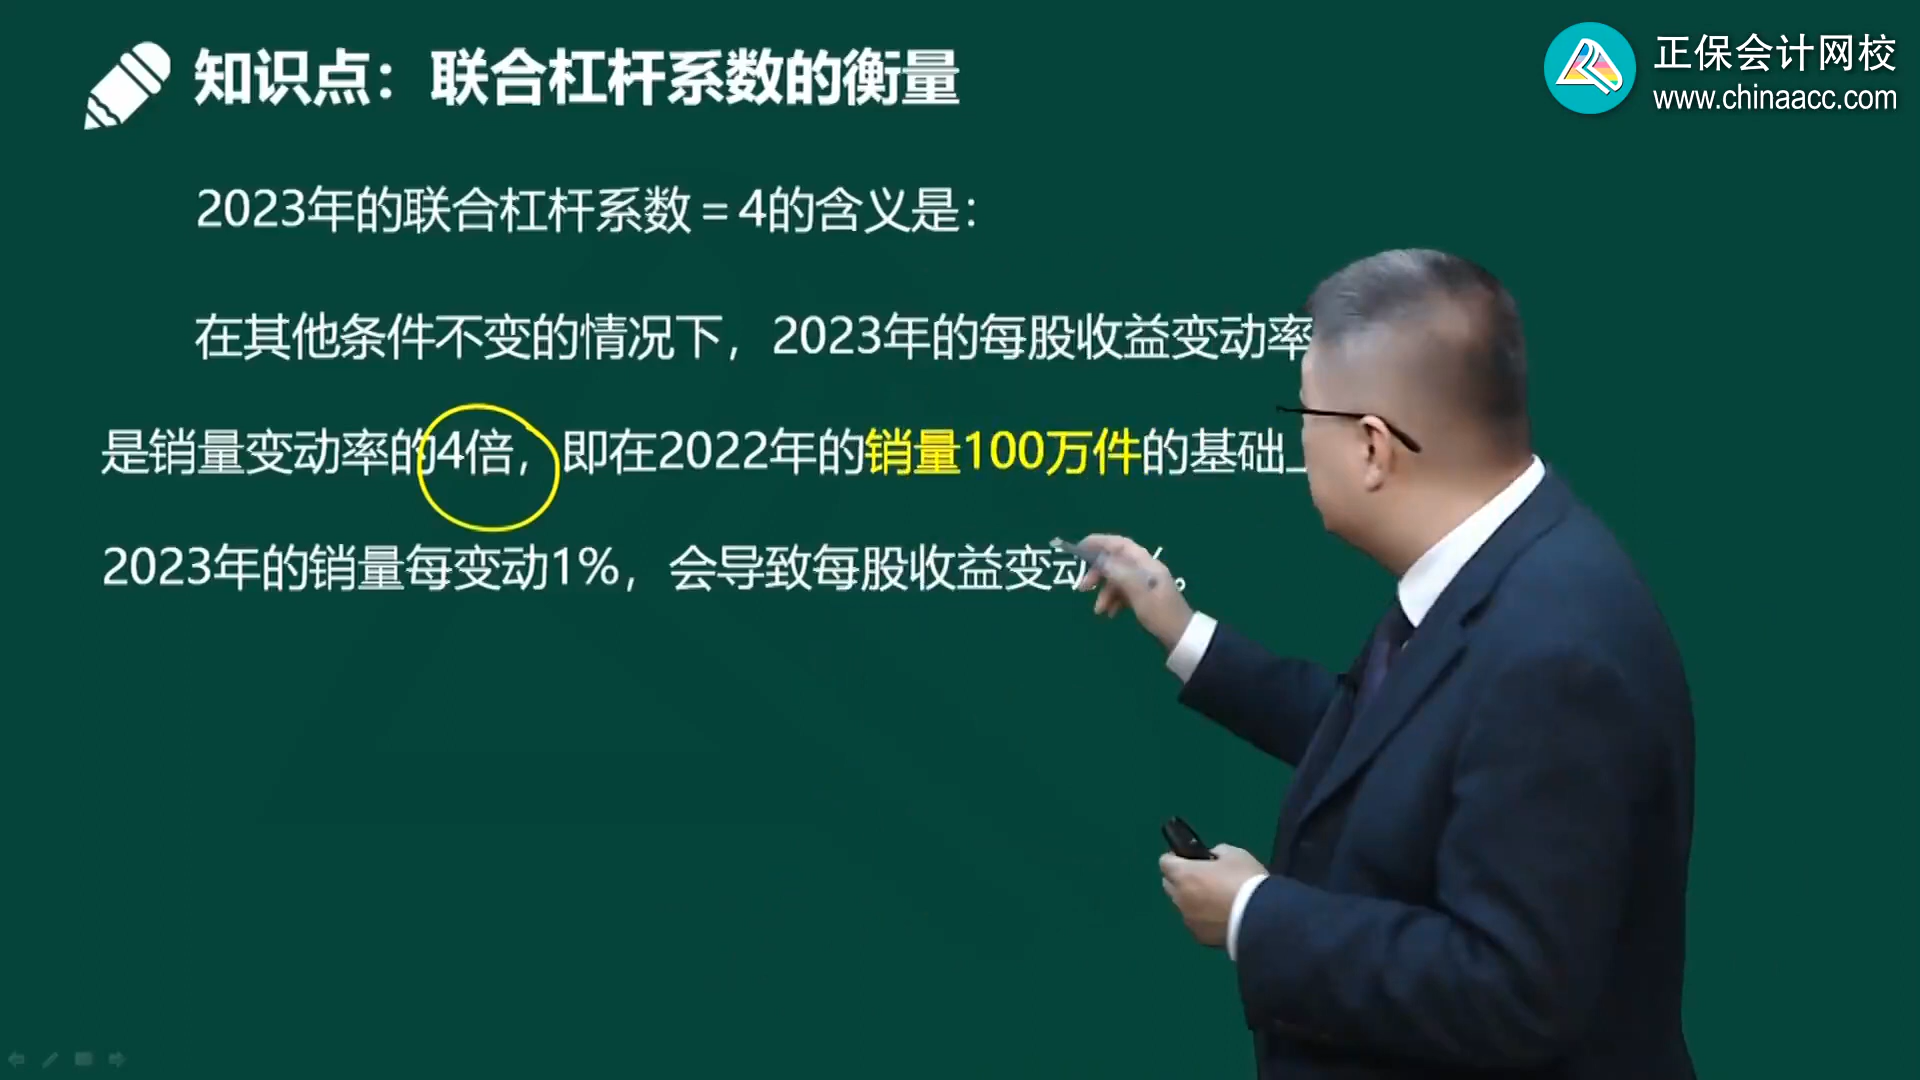 知识点：联合杠杆系数的衡量
正保会计网校
www.chinaacc.com
2023年的联合杠杆系数＝4的含义是：
在其他条件不变的情况下，2023年的每股收益变动率
是销量变动率的4倍，即在2022年的销量100万件的基础
2023年的销量每变动1%，会导致每股收益变动